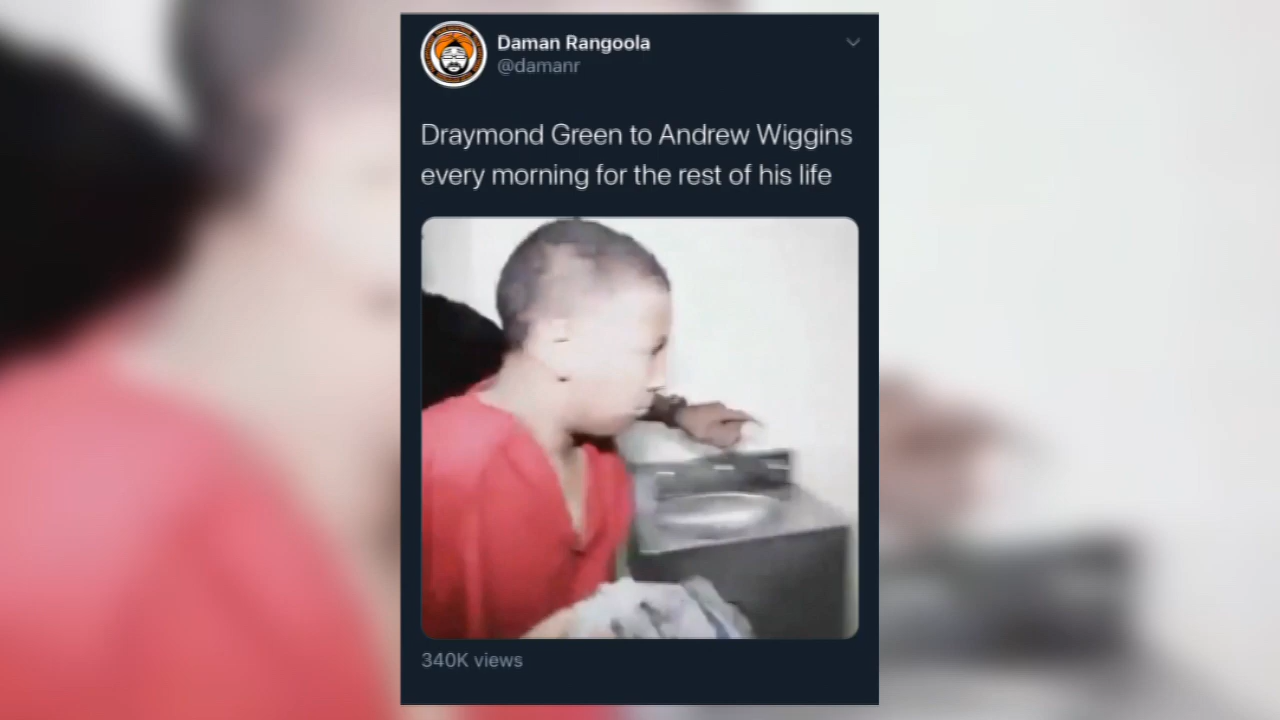 Daman Rangoola
@damanr
Draymond Green to Andrew Wiggins
every morning for the rest of his life
340K views